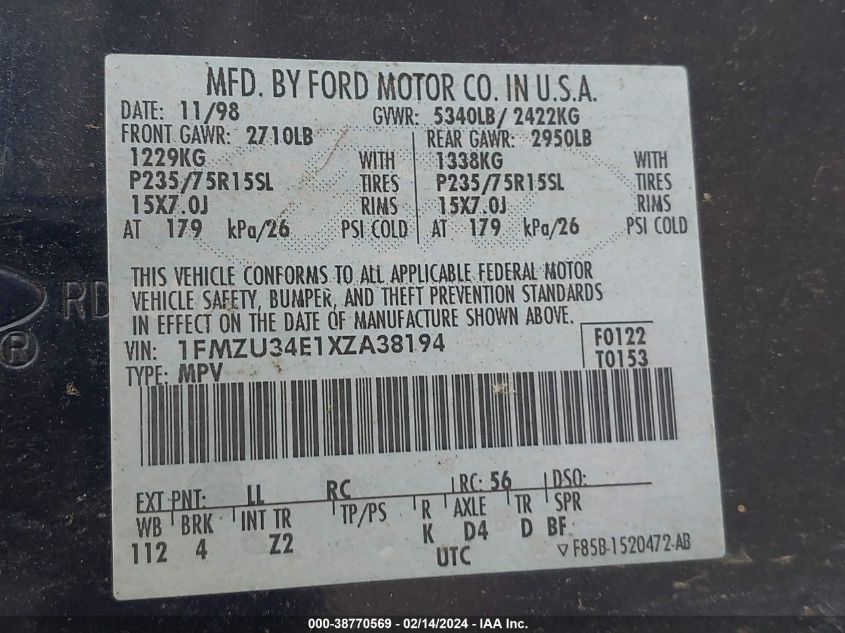 MFD. BY FORD MOTOR CO. IN U.S.A.
DATE: 11/98 GVWR: 5340LB/ 2422KG
FRONT GAWR: 2710LB REAR GAWR: 2950LB
1229KG WITH 1338KG WITH
P235/75R15SL TIRES P235/75R15SL TIRES
15X7.0J RIMS 15X7.0J RIMS
AT 179 kPa/26 PSI COLD AT 179 kPa/26 PSI COLD
THIS VEHICLE CONFORMS TO ALL APPLICABLE FEDERAL MOTOR
VEHICLE SAFETY, BUMPER, AND THEFT PREVENTION STANDARDS
IN EFFECT ON THE DATE OF MANUFACTURE SHOWN ABOVE.
VIN: 1FMZU34E1XZA38194 F0122
TYPE: MPV T0153
RD
®
EXT PNT: LL RC RC: 56 DSO:
WB BRK INT TR TP/PS R AXLE TR SPR
112 4 Z2 K D4 D BF
UTC ▽F85B-1520472-AB
000-38770569 - 02/14/2024 - IAA Inc.